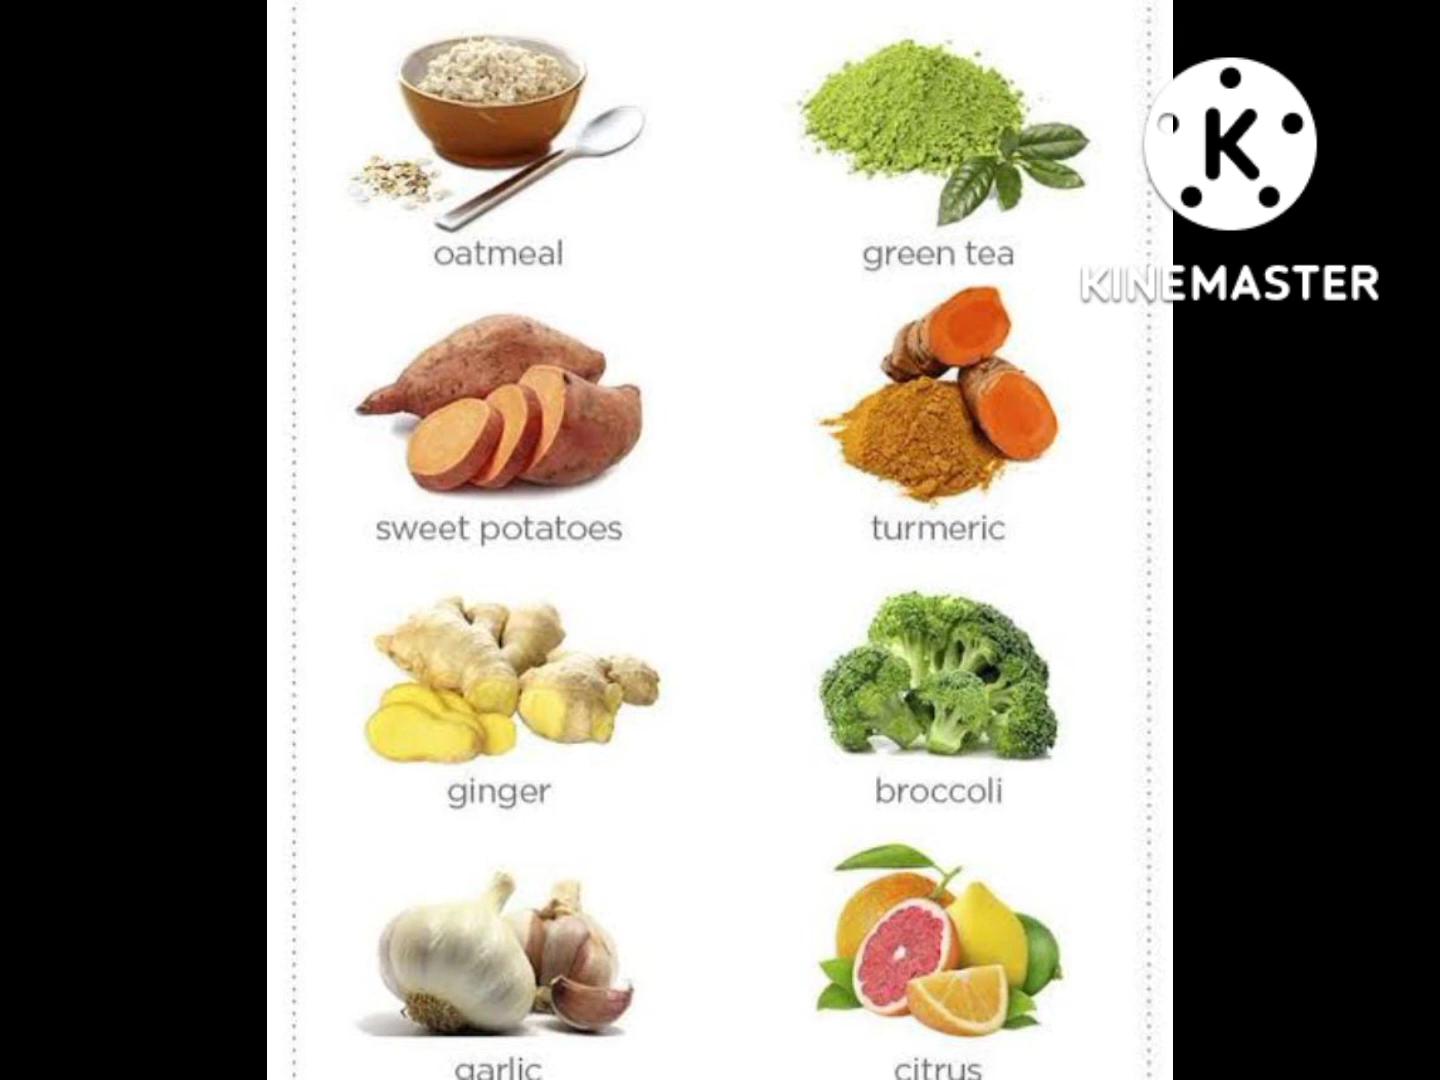 oatmeal
green tea
K
KINEMASTER
sweet potatoes
turmeric
ginger
broccoli
garlic
citrus